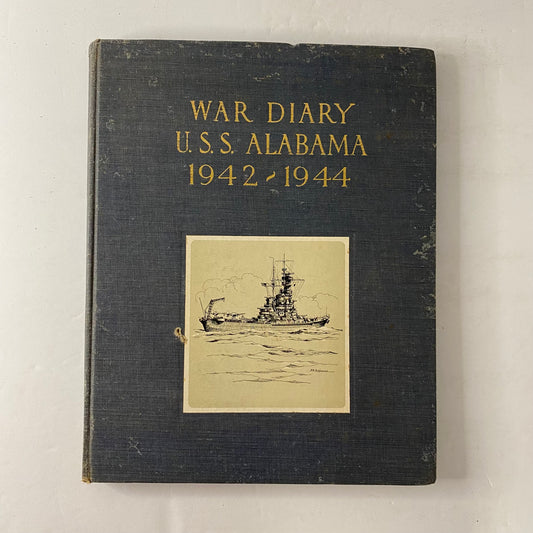 WAR DIARY
U. S. S. ALABAMA
1942-1944